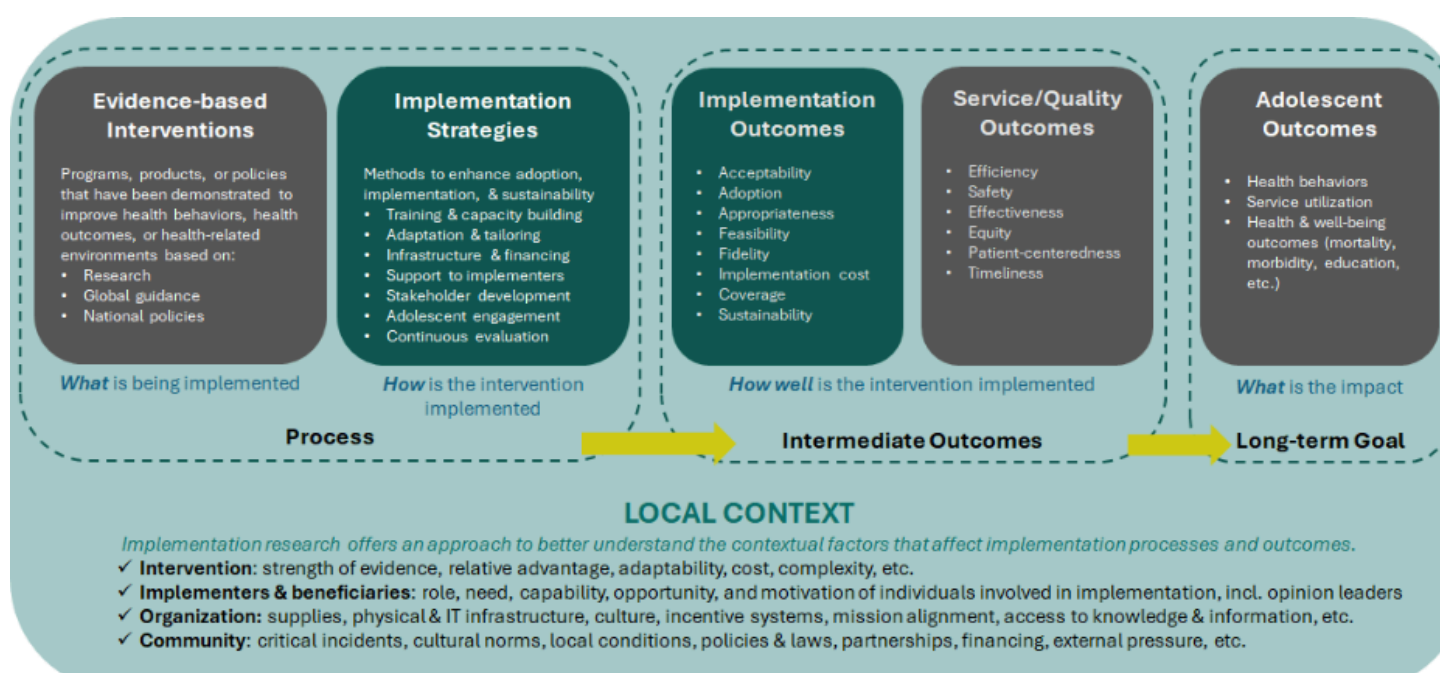 Evidence-based
Interventions
Programs, products, or policies
that have been demonstrated to
improve health behaviors, health
outcomes, or health-related
environments based on:
• Research
• Global guidance
• National policies
What is being implemented
Implementation
Strategies
Methods to enhance adoption,
implementation, & sustainability
• Training & capacity building
• Adaptation & tailoring
• Infrastructure & financing
• Support to implementers
• Stakeholder development
• Adolescent engagement
• Continuous evaluation
How is the intervention
implemented
Process
Implementation
Outcomes
• Acceptability
• Adoption
• Appropriateness
• Feasibility
• Fidelity
• Implementation cost
• Coverage
• Sustainability
Service/Quality
Outcomes
• Efficiency
• Safety
• Effectiveness
• Equity
• Patient-centeredness
• Timeliness
How well is the intervention implemented
Intermediate Outcomes
Adolescent
Outcomes
• Health behaviors
• Service utilization
• Health & well-being
outcomes (mortality,
morbidity, education,
etc.)
What is the impact
Long-term Goal
LOCAL CONTEXT
Implementation research offers an approach to better understand the contextual factors that affect implementation processes and outcomes.
✓ Intervention: strength of evidence, relative advantage, adaptability, cost, complexity, etc.
✓ Implementers & beneficiaries: role, need, capability, opportunity, and motivation of individuals involved in implementation, incl. opinion leaders
✓ Organization: supplies, physical & IT infrastructure, culture, incentive systems, mission alignment, access to knowledge & information, etc.
✓ Community: critical incidents, cultural norms, local conditions, policies & laws, partnerships, financing, external pressure, etc.